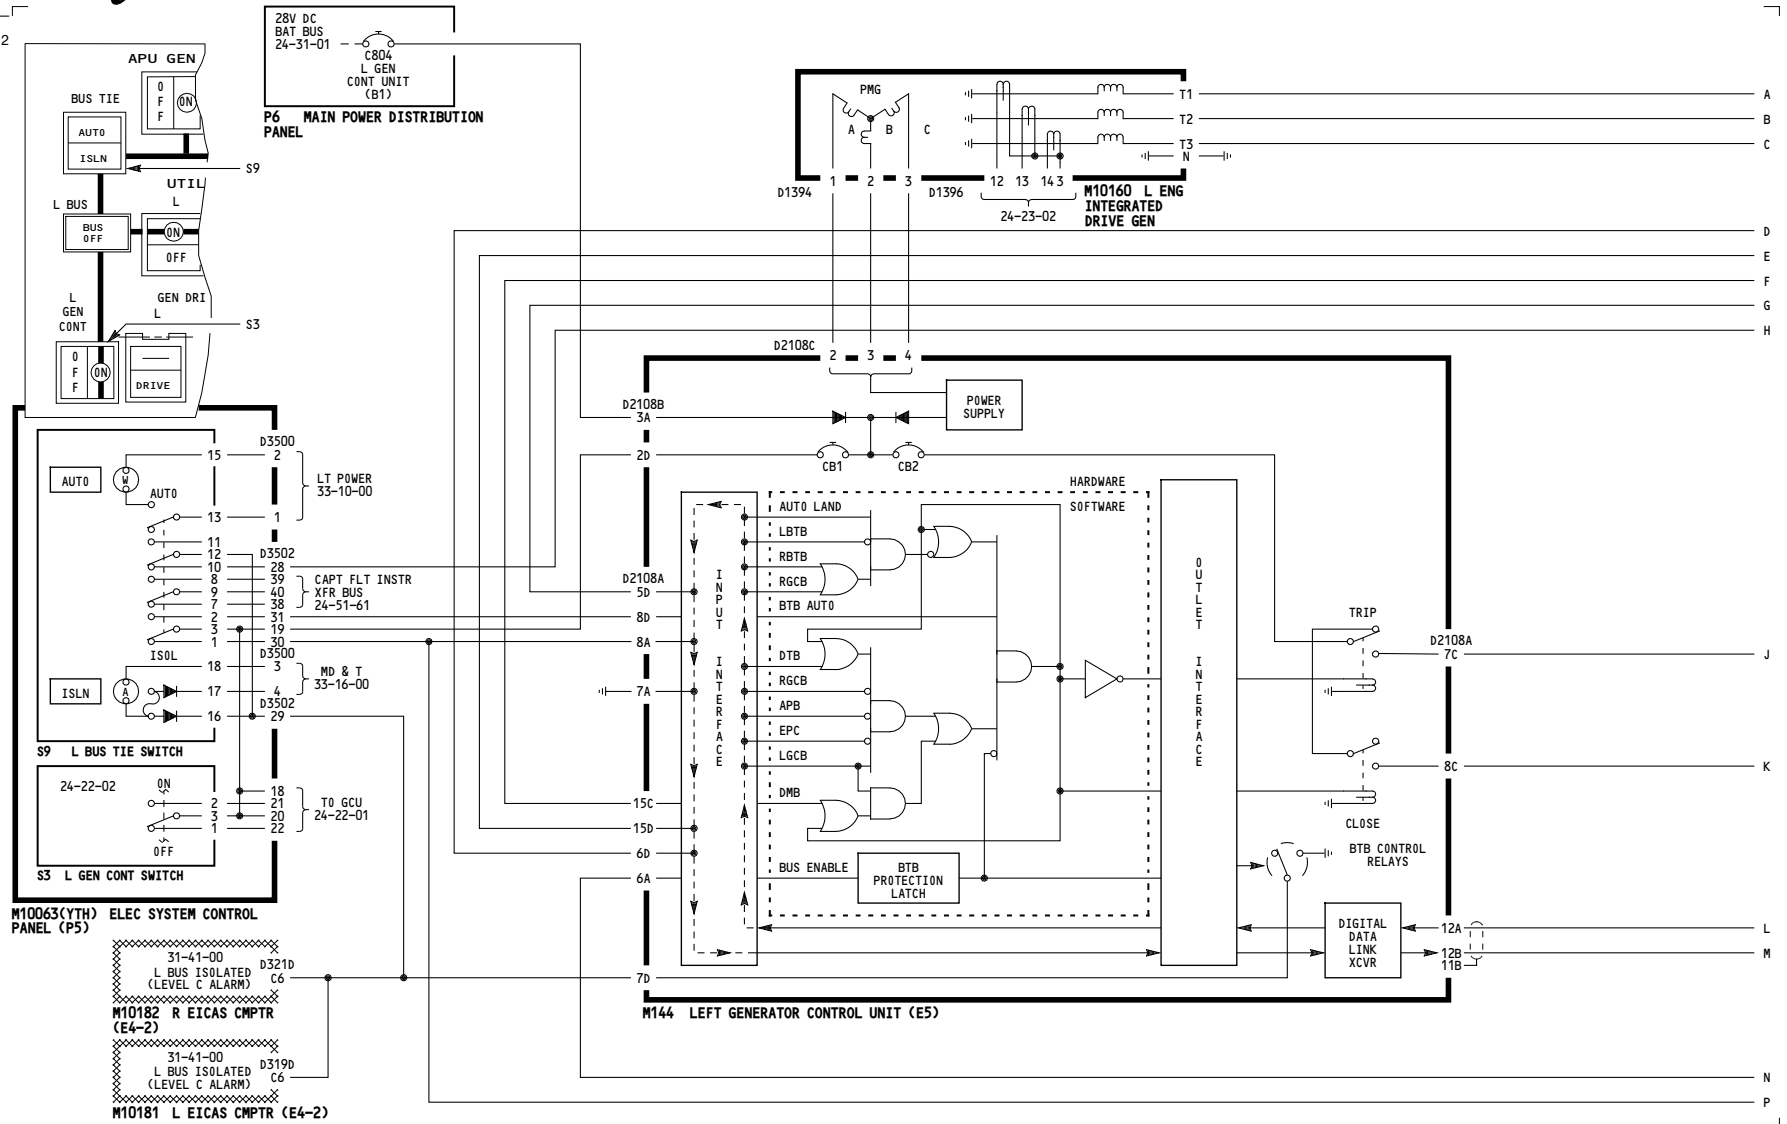 2
28V DC
BAT BUS
24-31-01
C804
L GEN
CONT UNIT
(B1)
P6 MAIN POWER DISTRIBUTION
PANEL
APU GEN
OFF
ON
BUS TIE
AUTO
ISLN
S9
UTIL
L
L BUS
BUS
OFF
ON
OFF
L
GEN
CONT
GEN DRI
L
S3
OFF
ON
DRIVE
PMG
A
B
C
T1
T2
T3
N
A
B
C
D1394
1
2
3
D1396
12
13
14
3
24-23-02
M10160 L ENG
INTEGRATED
DRIVE GEN
D
E
F
G
H
D2108C
2
3
4
POWER
SUPPLY
D2108B
3A
2D
CB1
CB2
HARDWARE
SOFTWARE
D3500
15
2
LT POWER
33-10-00
AUTO
W
AUTO
13
1
11
12
D3502
10
28
8
39
CAPT FLT INSTR
9
40
XFR BUS
7
38
24-51-61
2
31
3
19
1
30
ISOL
D3500
18
3
MD & T
33-16-00
ISLN
A
17
4
D3502
16
29
S9 L BUS TIE SWITCH
24-22-02
ON
18
2
21
TO GCU
3
20
24-22-01
1
22
OFF
S3 L GEN CONT SWITCH
M10063(YTH) ELEC SYSTEM CONTROL
PANEL (P5)
31-41-00
L BUS ISOLATED
(LEVEL C ALARM)
D321D
C6
M10182 R EICAS CMPTR
(E4-2)
31-41-00
L BUS ISOLATED
(LEVEL C ALARM)
D319D
C6
M10181 L EICAS CMPTR (E4-2)
D2108A
5D
8D
8A
7A
15C
15D
6D
6A
7D
INPUT INTERFACE
AUTO LAND
LBTB
RBTB
RGCB
BTB AUTO
DTB
RGCB
APB
EPC
LGCB
DMB
BUS ENABLE
BTB
PROTECTION
LATCH
OUTLET INTERFACE
TRIP
D2108A
7C
J
8C
K
CLOSE
BTB CONTROL
RELAYS
DIGITAL
DATA
LINK
XCVR
12A
L
12B
M
11B
M144 LEFT GENERATOR CONTROL UNIT (E5)
N
P